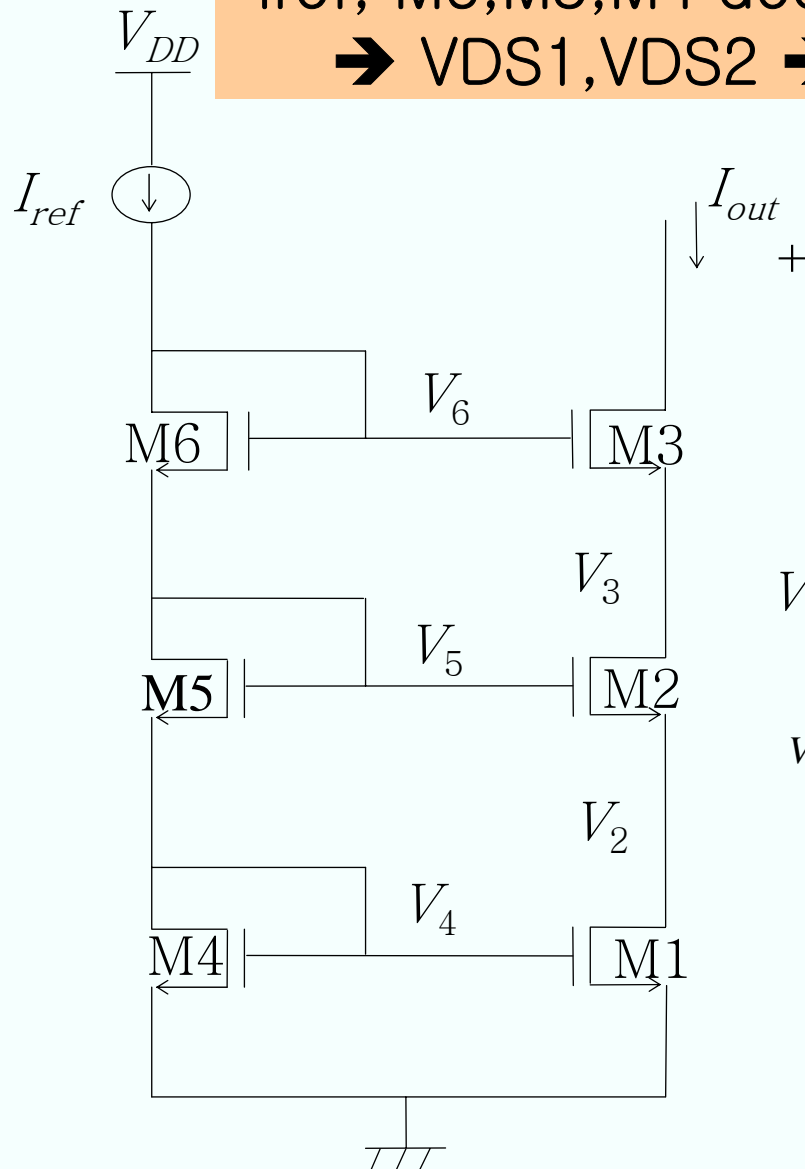 ➔ VDS1,VDS2
V_DD
I_ref
I_out
+
V_6
M6
M3
V_3
V_5
M5
M2
V_2
V_4
M4
M1